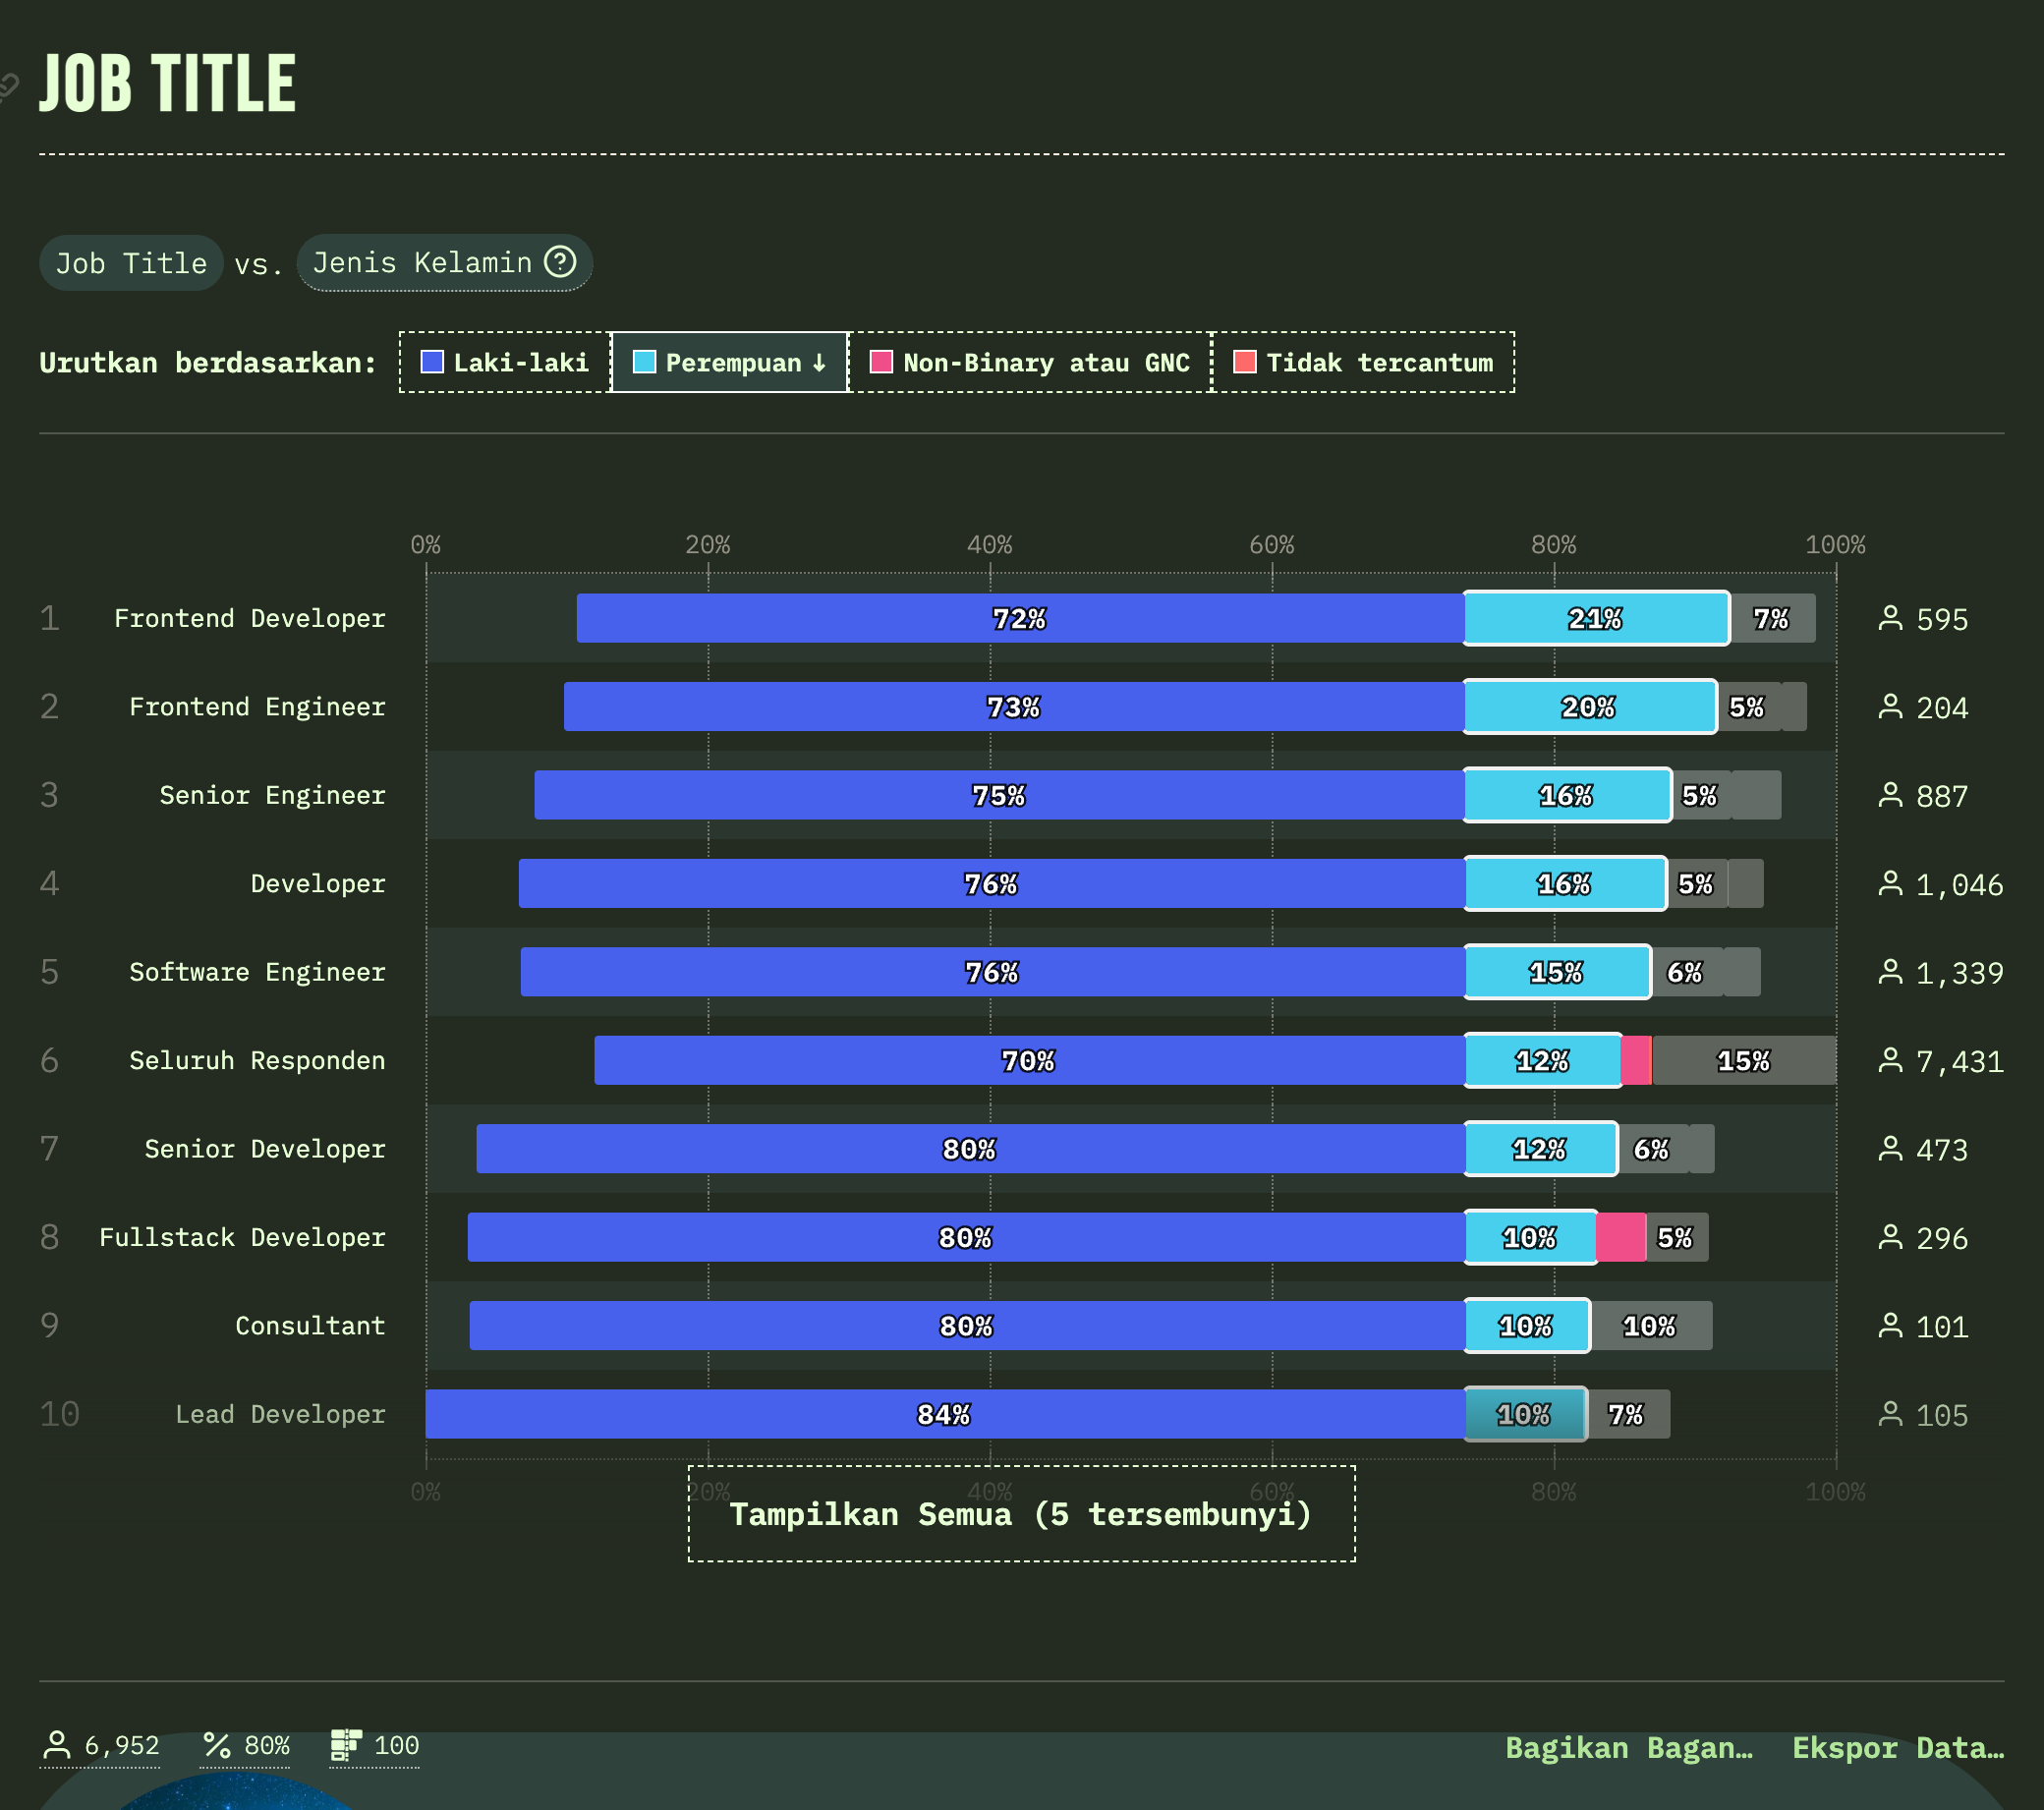 JOB TITLE
Job Title vs. Jenis Kelamin ?
Urutkan berdasarkan: Laki-laki Perempuan ↓ Non-Binary atau GNC Tidak tercantum
0% 20% 40% 60% 80% 100%
1 Frontend Developer 72% 21% 7% 595
2 Frontend Engineer 73% 20% 5% 204
3 Senior Engineer 75% 16% 5% 887
4 Developer 76% 16% 5% 1,046
5 Software Engineer 76% 15% 6% 1,339
6 Seluruh Responden 70% 12% 15% 7,431
7 Senior Developer 80% 12% 6% 473
8 Fullstack Developer 80% 10% 5% 296
9 Consultant 80% 10% 10% 101
10 Lead Developer 84% 10% 7% 105
0% 20% 40% 60% 80% 100%
Tampilkan Semua (5 tersembunyi)
6,952 % 80% 100 Bagikan Bagan… Ekspor Data…